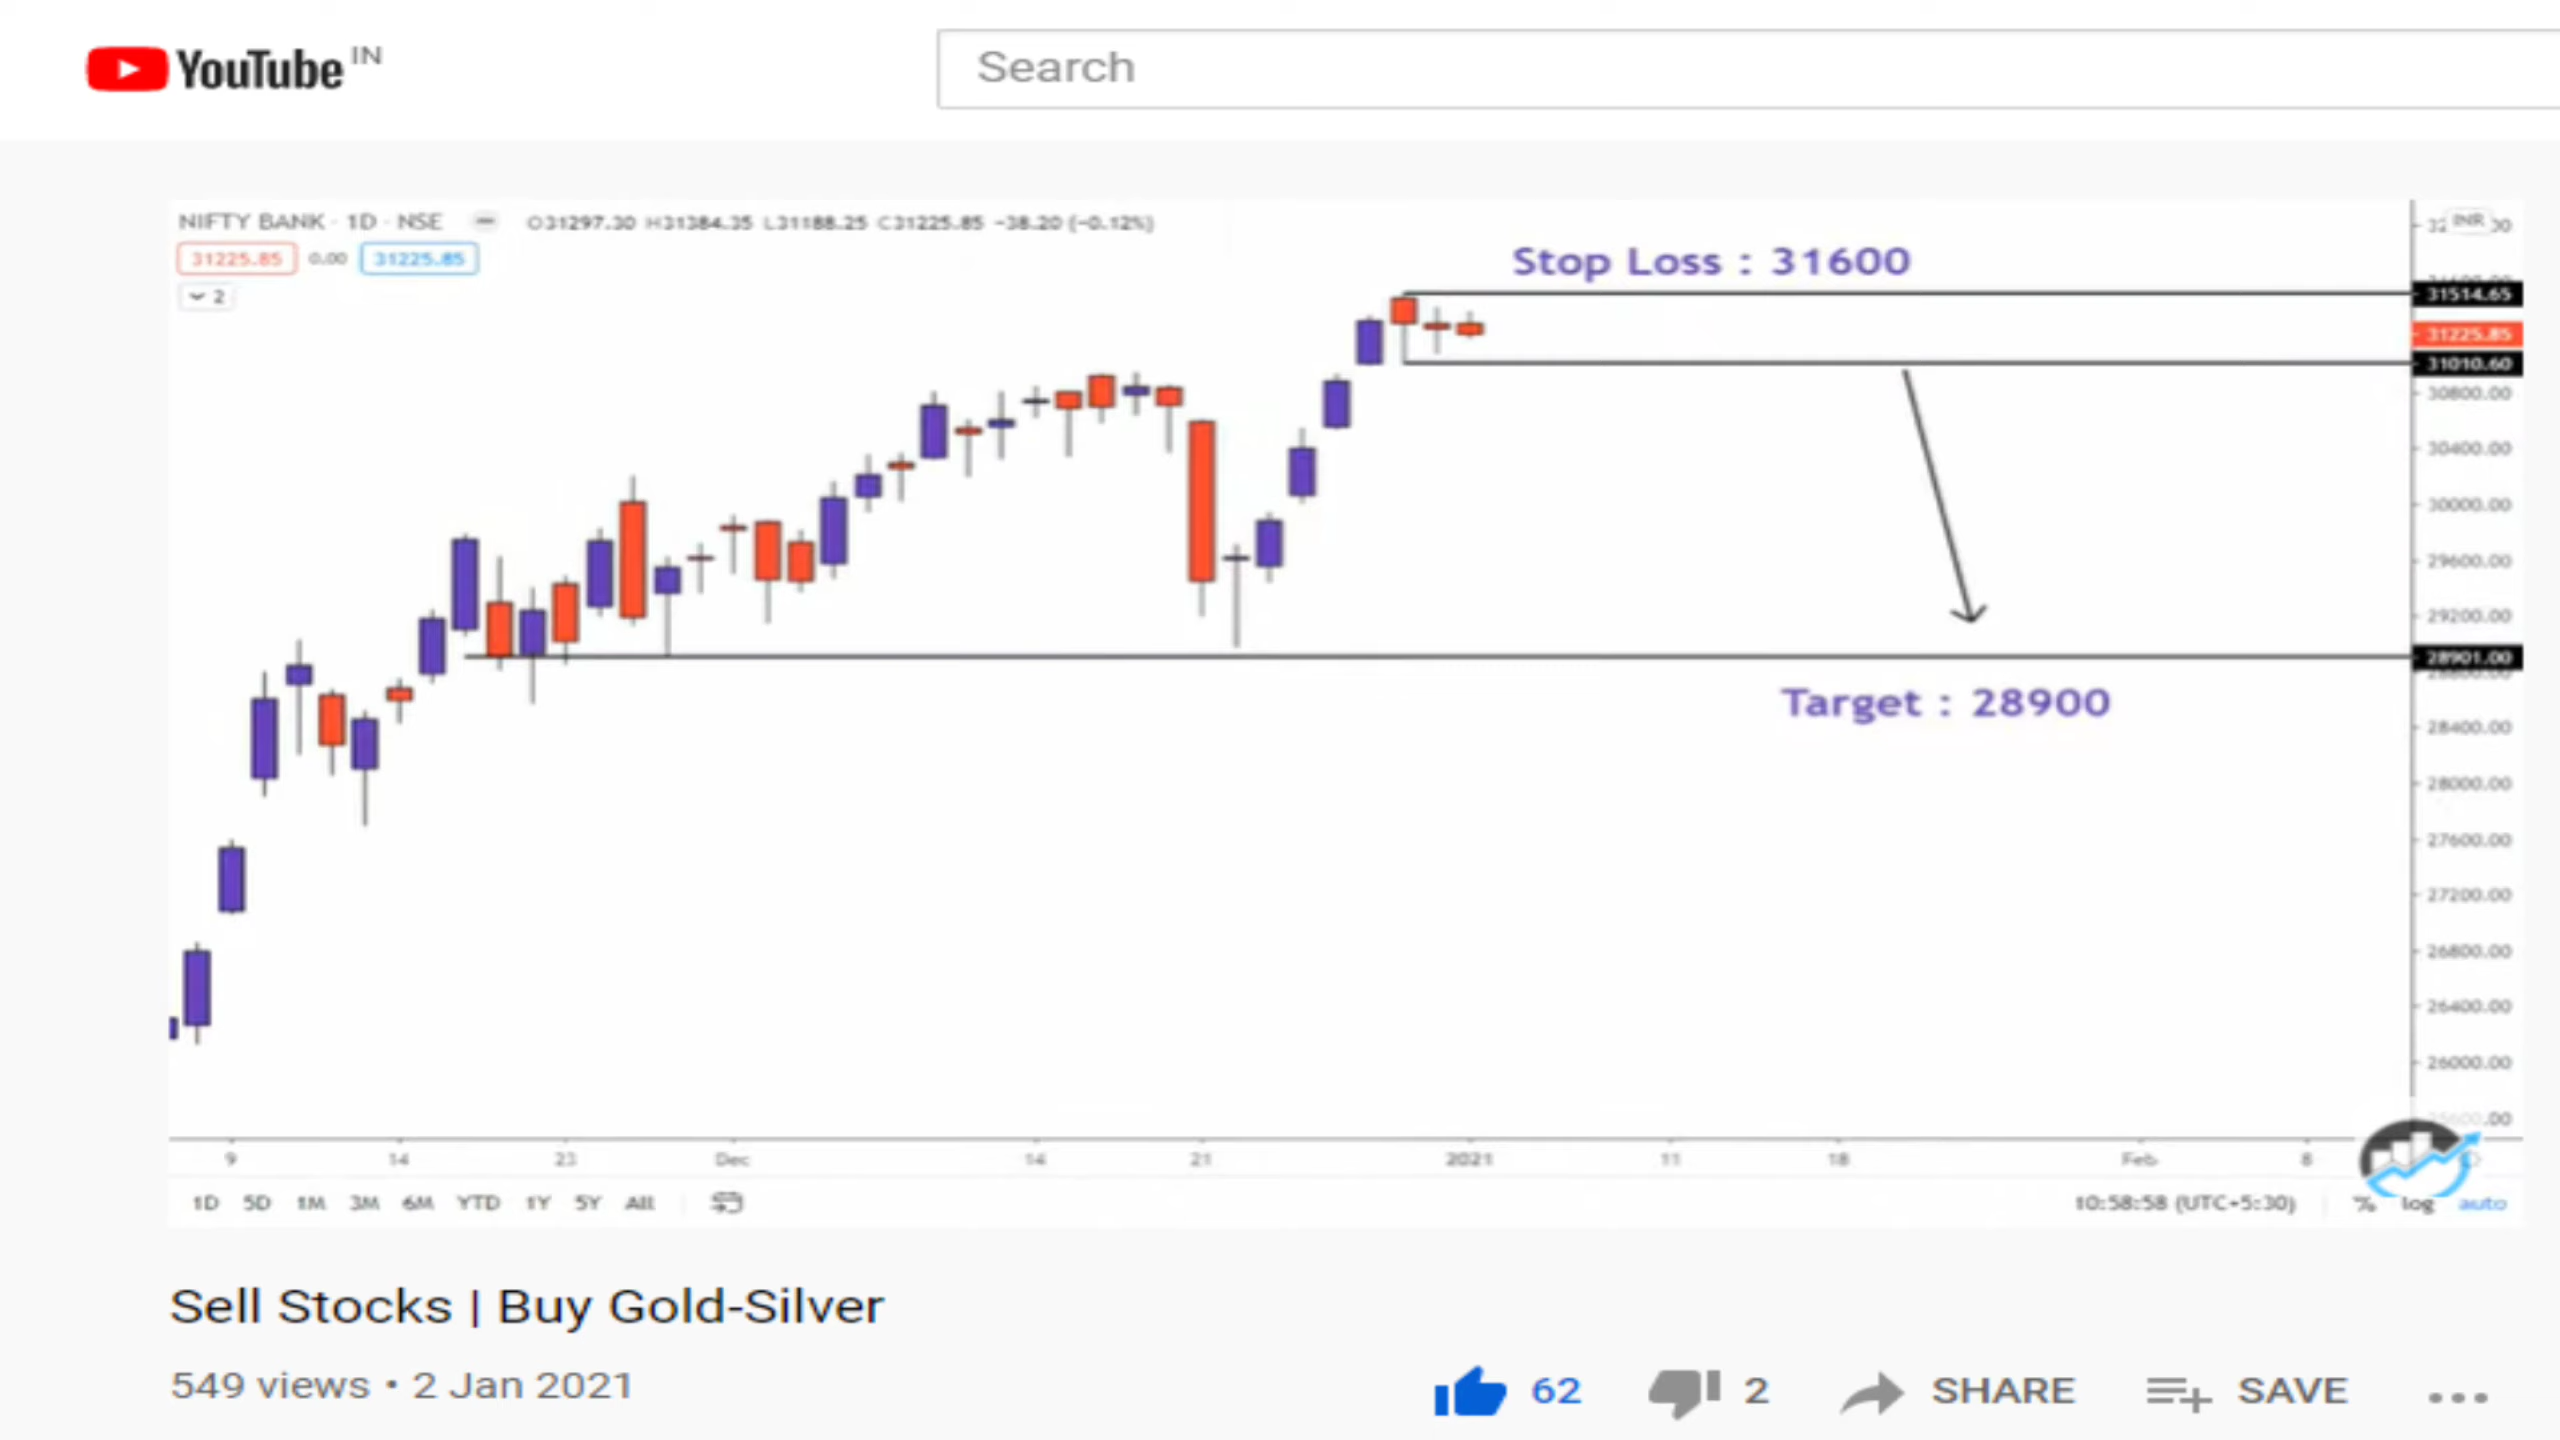 YouTube IN
Search
NIFTY BANK · 1D · NSE O31297.30 H31384.35 L31188.25 C31225.85 −38.20 (−0.12%)
INR
31225.85 0.00 31225.85
Stop Loss : 31600
2
31514.65
31225.85
31010.60
30800.00
30400.00
30000.00
29600.00
29200.00
28901.00
Target : 28900
28400.00
28000.00
27600.00
27200.00
26800.00
26400.00
26000.00
9 14 23 Dec 14 21 2021 11 18 Feb 8
1D 5D 1M 3M 6M YTD 1Y 5Y All 10:58:58 (UTC+5:30) % log auto
Sell Stocks | Buy Gold-Silver
549 views • 2 Jan 2021 62 2 SHARE SAVE